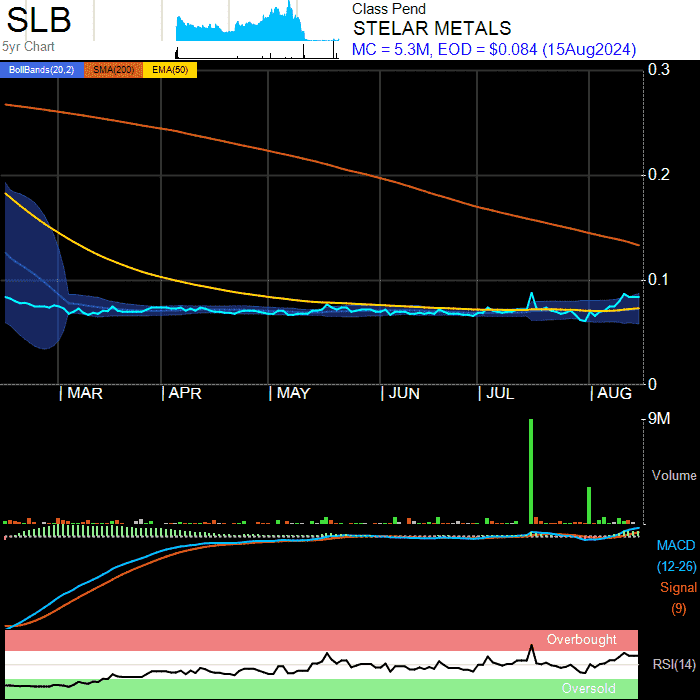 SLB
5yr Chart
Class Pend
STELAR METALS
MC = 5.3M, EOD = $0.084 (15Aug2024)
BollBands(20,2) SMA(200) EMA(50)
0.3
0.2
0.1
0
| MAR | APR | MAY | JUN | JUL | AUG
9M
Volume
MACD
(12-26)
Signal
(9)
Overbought
RSI(14)
Oversold